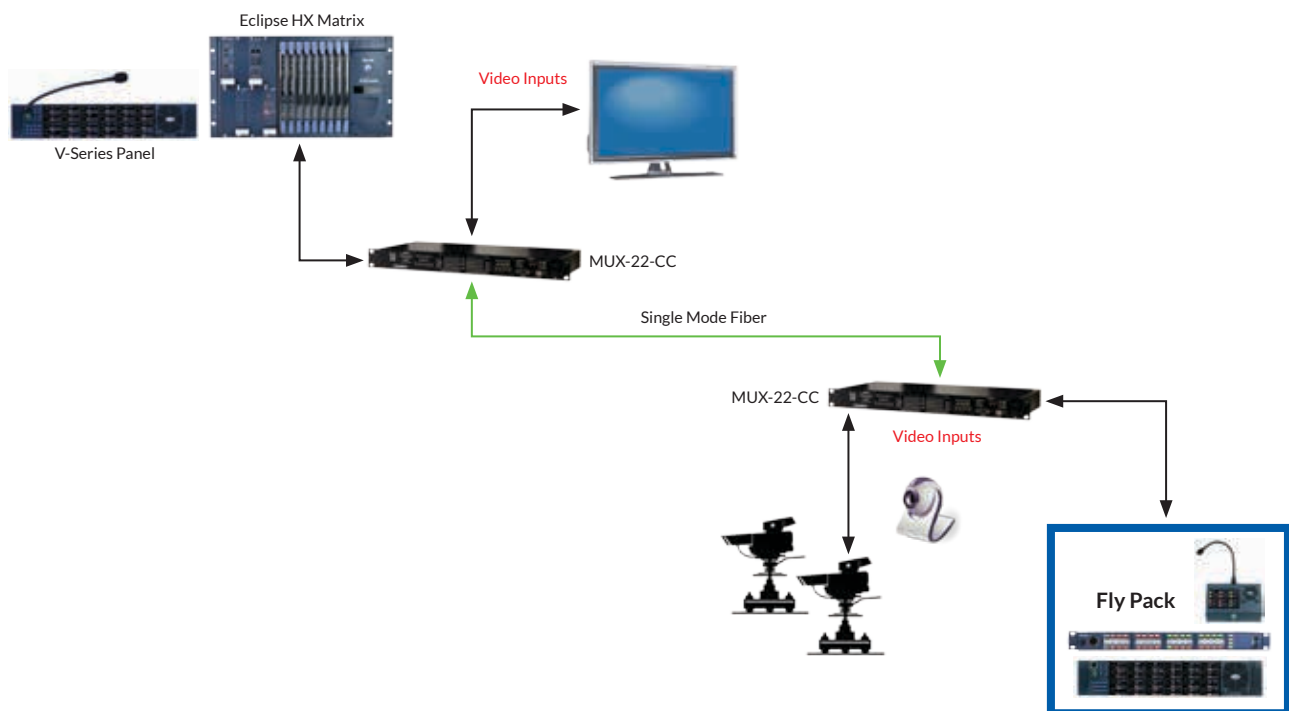 Eclipse HX Matrix
Video Inputs
V-Series Panel
MUX-22-CC
Single Mode Fiber
MUX-22-CC
Video Inputs
Fly Pack